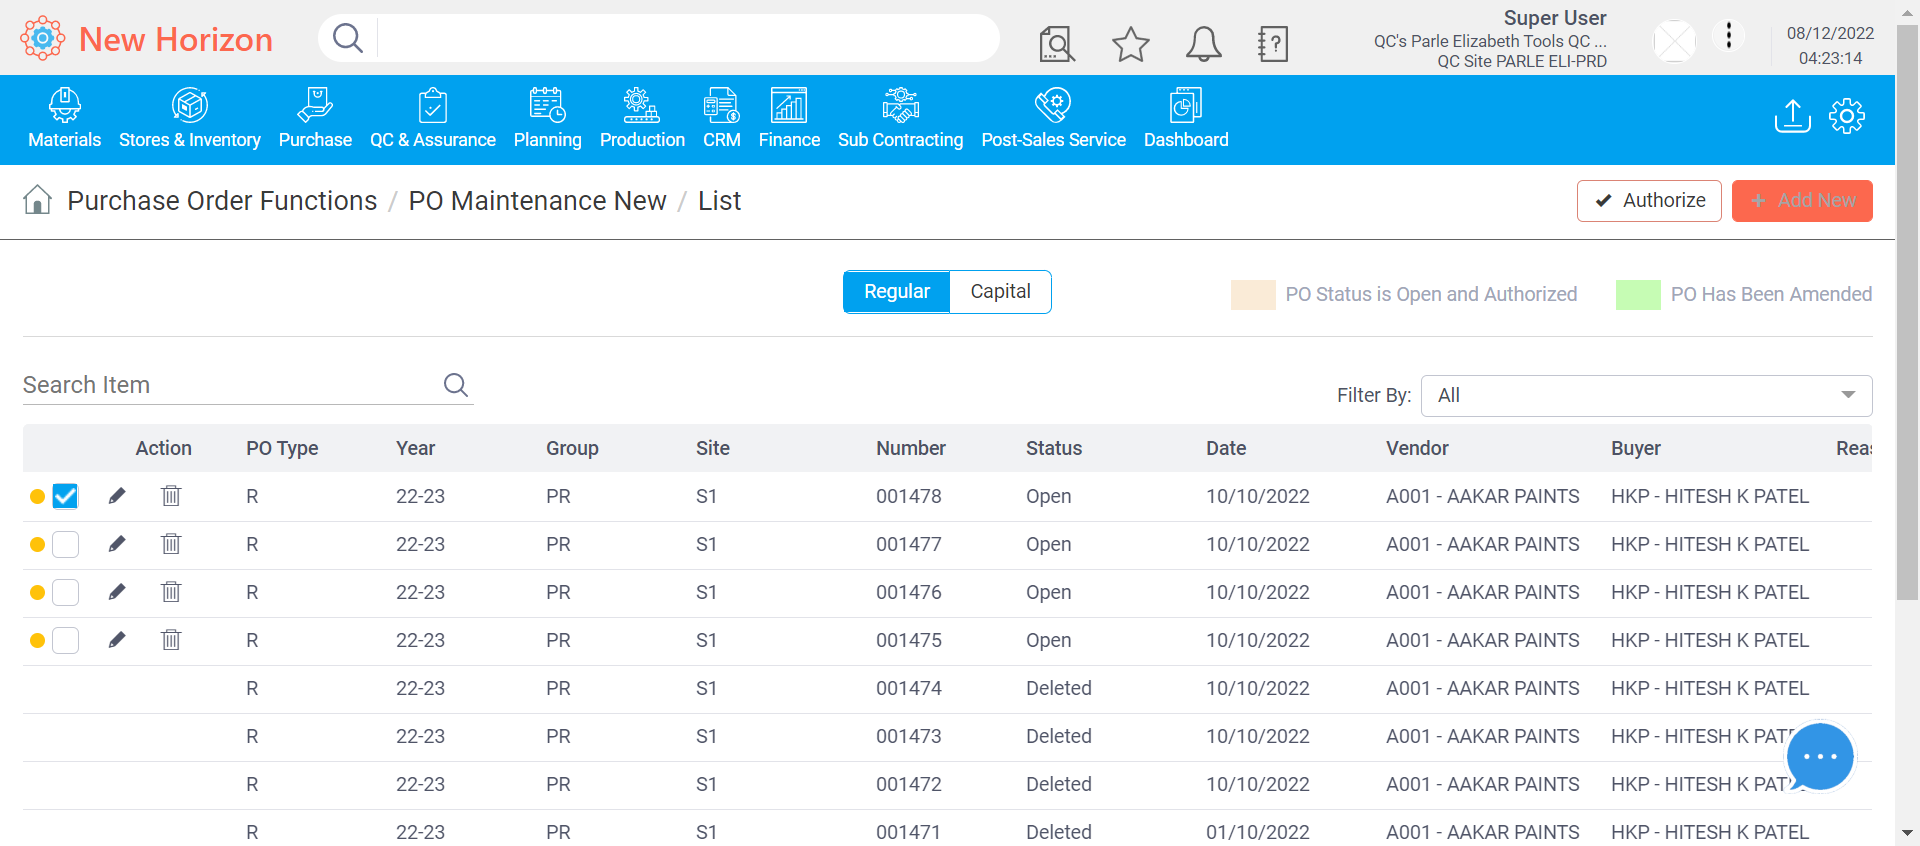 New Horizon
Super User
QC's Parle Elizabeth Tools QC ...
QC Site PARLE ELI-PRD
08/12/2022
04:23:14
Materials
Stores & Inventory
Purchase
QC & Assurance
Planning
Production
CRM
Finance
Sub Contracting
Post-Sales Service
Dashboard
Purchase Order Functions / PO Maintenance New / List
Authorize
+ Add New
Regular
Capital
PO Status is Open and Authorized
PO Has Been Amended
Search Item
Filter By: All
Action PO Type Year Group Site Number Status Date Vendor Buyer Reas
R 22-23 PR S1 001478 Open 10/10/2022 A001 - AAKAR PAINTS HKP - HITESH K PATEL
R 22-23 PR S1 001477 Open 10/10/2022 A001 - AAKAR PAINTS HKP - HITESH K PATEL
R 22-23 PR S1 001476 Open 10/10/2022 A001 - AAKAR PAINTS HKP - HITESH K PATEL
R 22-23 PR S1 001475 Open 10/10/2022 A001 - AAKAR PAINTS HKP - HITESH K PATEL
R 22-23 PR S1 001474 Deleted 10/10/2022 A001 - AAKAR PAINTS HKP - HITESH K PATEL
R 22-23 PR S1 001473 Deleted 10/10/2022 A001 - AAKAR PAINTS HKP - HITESH K
R 22-23 PR S1 001472 Deleted 10/10/2022 A001 - AAKAR PAINTS HKP - HITESH K
R 22-23 PR S1 001471 Deleted 01/10/2022 A001 - AAKAR PAINTS HKP - HITESH K PATEL